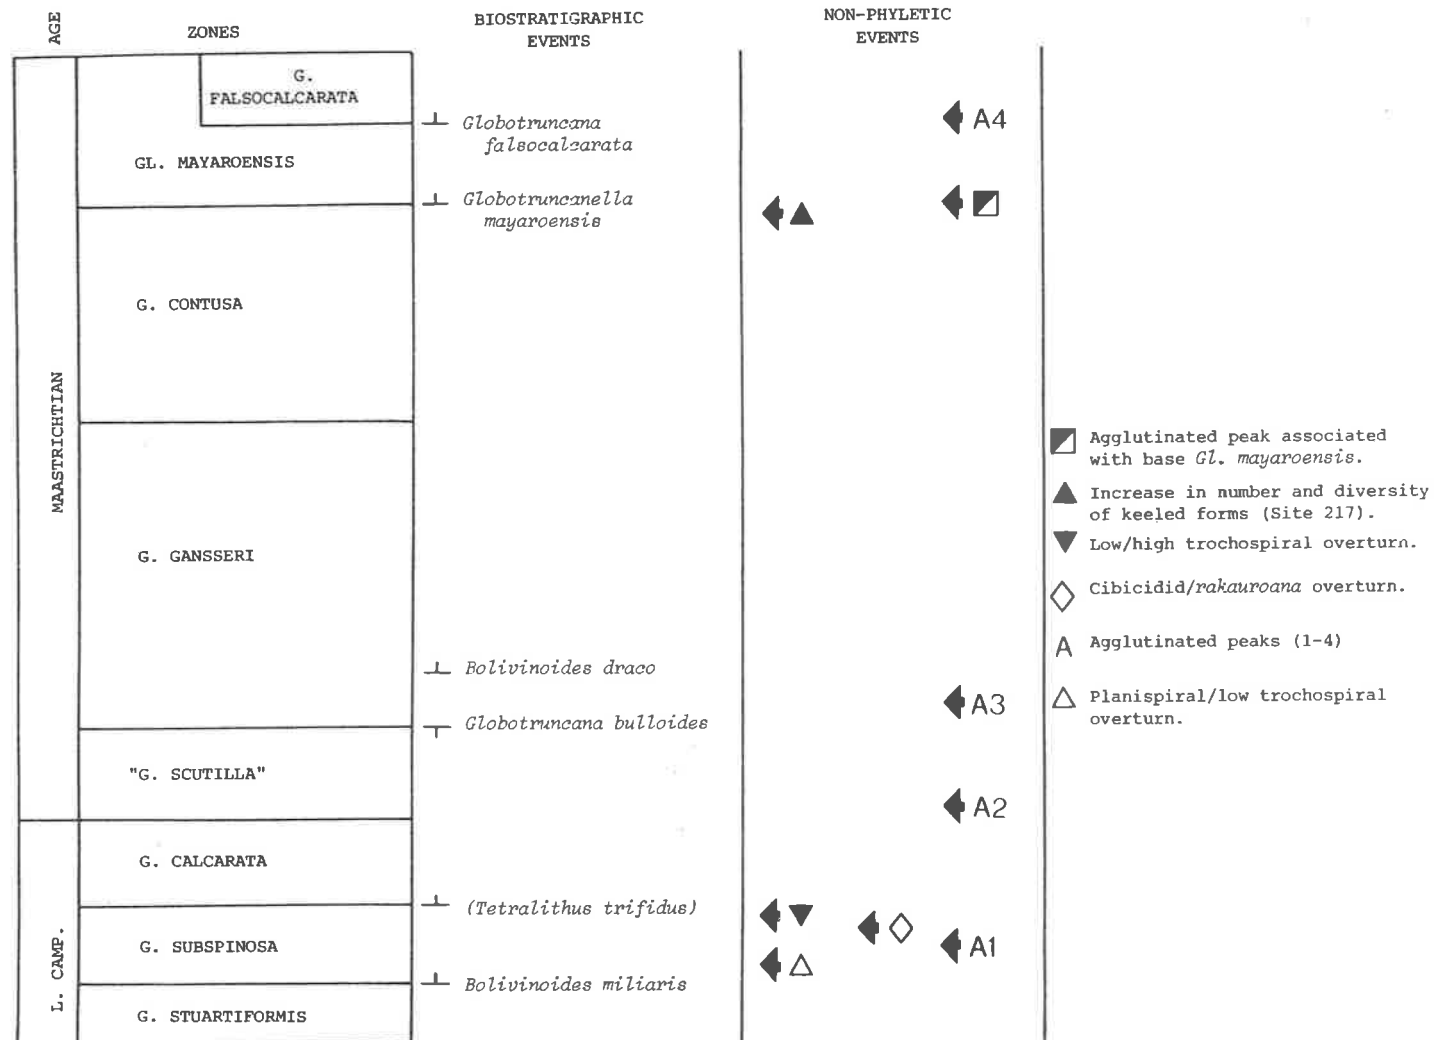 AGE
ZONES
BIOSTRATIGRAPHIC
EVENTS
NON-PHYLETIC
EVENTS
MAASTRICHTIAN
L. CAMP.
G.
FALSOCALCARATA
GL. MAYAROENSIS
G. CONTUSA
G. GANSSERI
"G. SCUTILLA"
G. CALCARATA
G. SUBSPINOSA
G. STUARTIFORMIS
Globotruncana
falsocalcarata
Globotruncanella
mayaroensis
Bolivinoides draco
Globotruncana bulloides
(Tetralithus trifidus)
Bolivinoides miliaris
A4
A3
A2
A1
Agglutinated peak associated
with base Gl. mayaroensis.
Increase in number and diversity
of keeled forms (Site 217).
Low/high trochospiral overturn.
Cibicidid/rakauroana overturn.
A Agglutinated peaks (1-4)
Planispiral/low trochospiral
overturn.